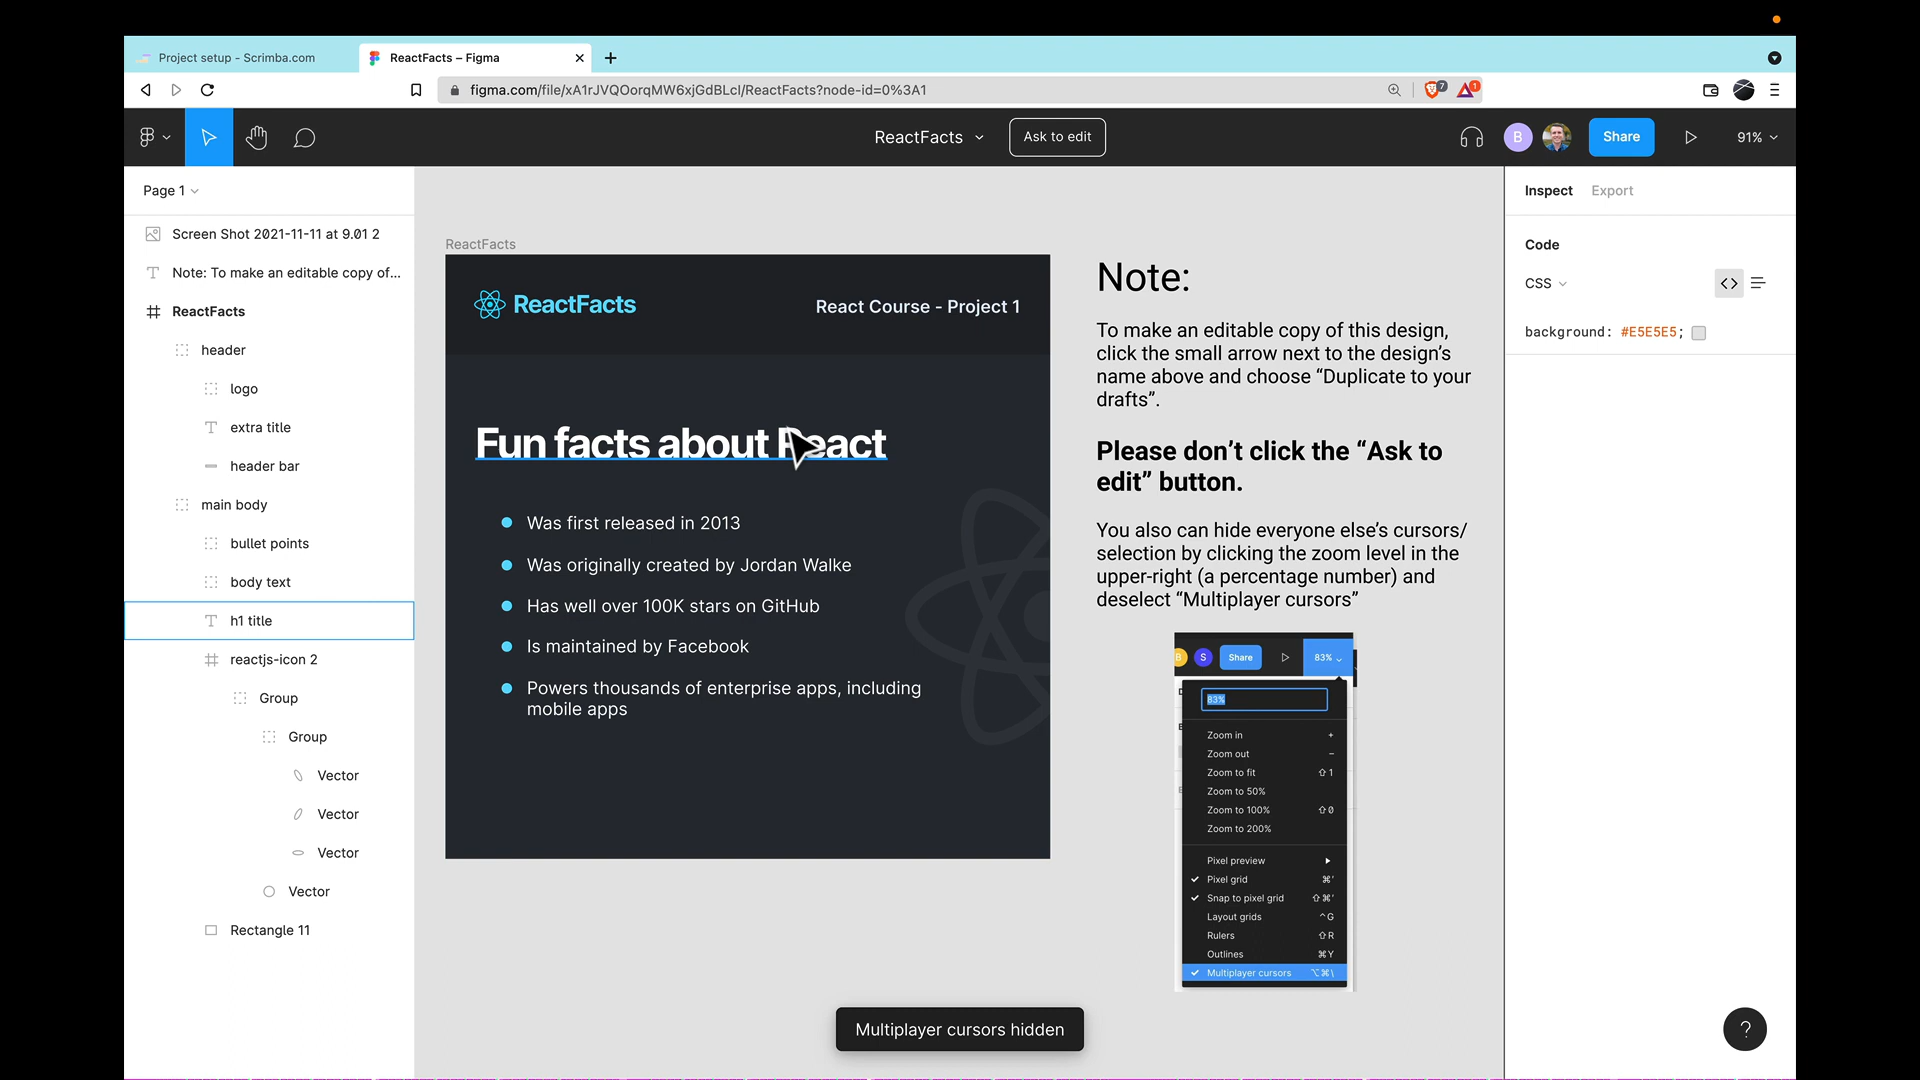 Project setup - Scrimba.com
ReactFacts – Figma
figma.com/file/xA1rJVQOorqMW6xjGdBLcI/ReactFacts?node-id=0%3A1
7
1
ReactFacts
Ask to edit
B
Share
91%
Page 1
Screen Shot 2021-11-11 at 9.01 2
Note: To make an editable copy of...
ReactFacts
header
logo
extra title
header bar
main body
bullet points
body text
h1 title
reactjs-icon 2
Group
Group
Vector
Vector
Vector
Vector
Rectangle 11
ReactFacts
ReactFacts
React Course - Project 1
Fun facts about React
Was first released in 2013
Was originally created by Jordan Walke
Has well over 100K stars on GitHub
Is maintained by Facebook
Powers thousands of enterprise apps, including
mobile apps
Note:
To make an editable copy of this design,
click the small arrow next to the design's
name above and choose “Duplicate to your
drafts”.
Please don’t click the “Ask to
edit” button.
You also can hide everyone else’s cursors/
selection by clicking the zoom level in the
upper-right (a percentage number) and
deselect “Multiplayer cursors”
S
Share
83%
83%
Zoom in +
Zoom out −
Zoom to fit ⇧1
Zoom to 50%
Zoom to 100% ⇧0
Zoom to 200%
Pixel preview
Pixel grid ⌘'
Snap to pixel grid ⇧⌘'
Layout grids ^G
Rulers ⇧R
Outlines ⌘Y
Multiplayer cursors ⌥⌘\
Multiplayer cursors hidden
Inspect
Export
Code
CSS
background: #E5E5E5;
?